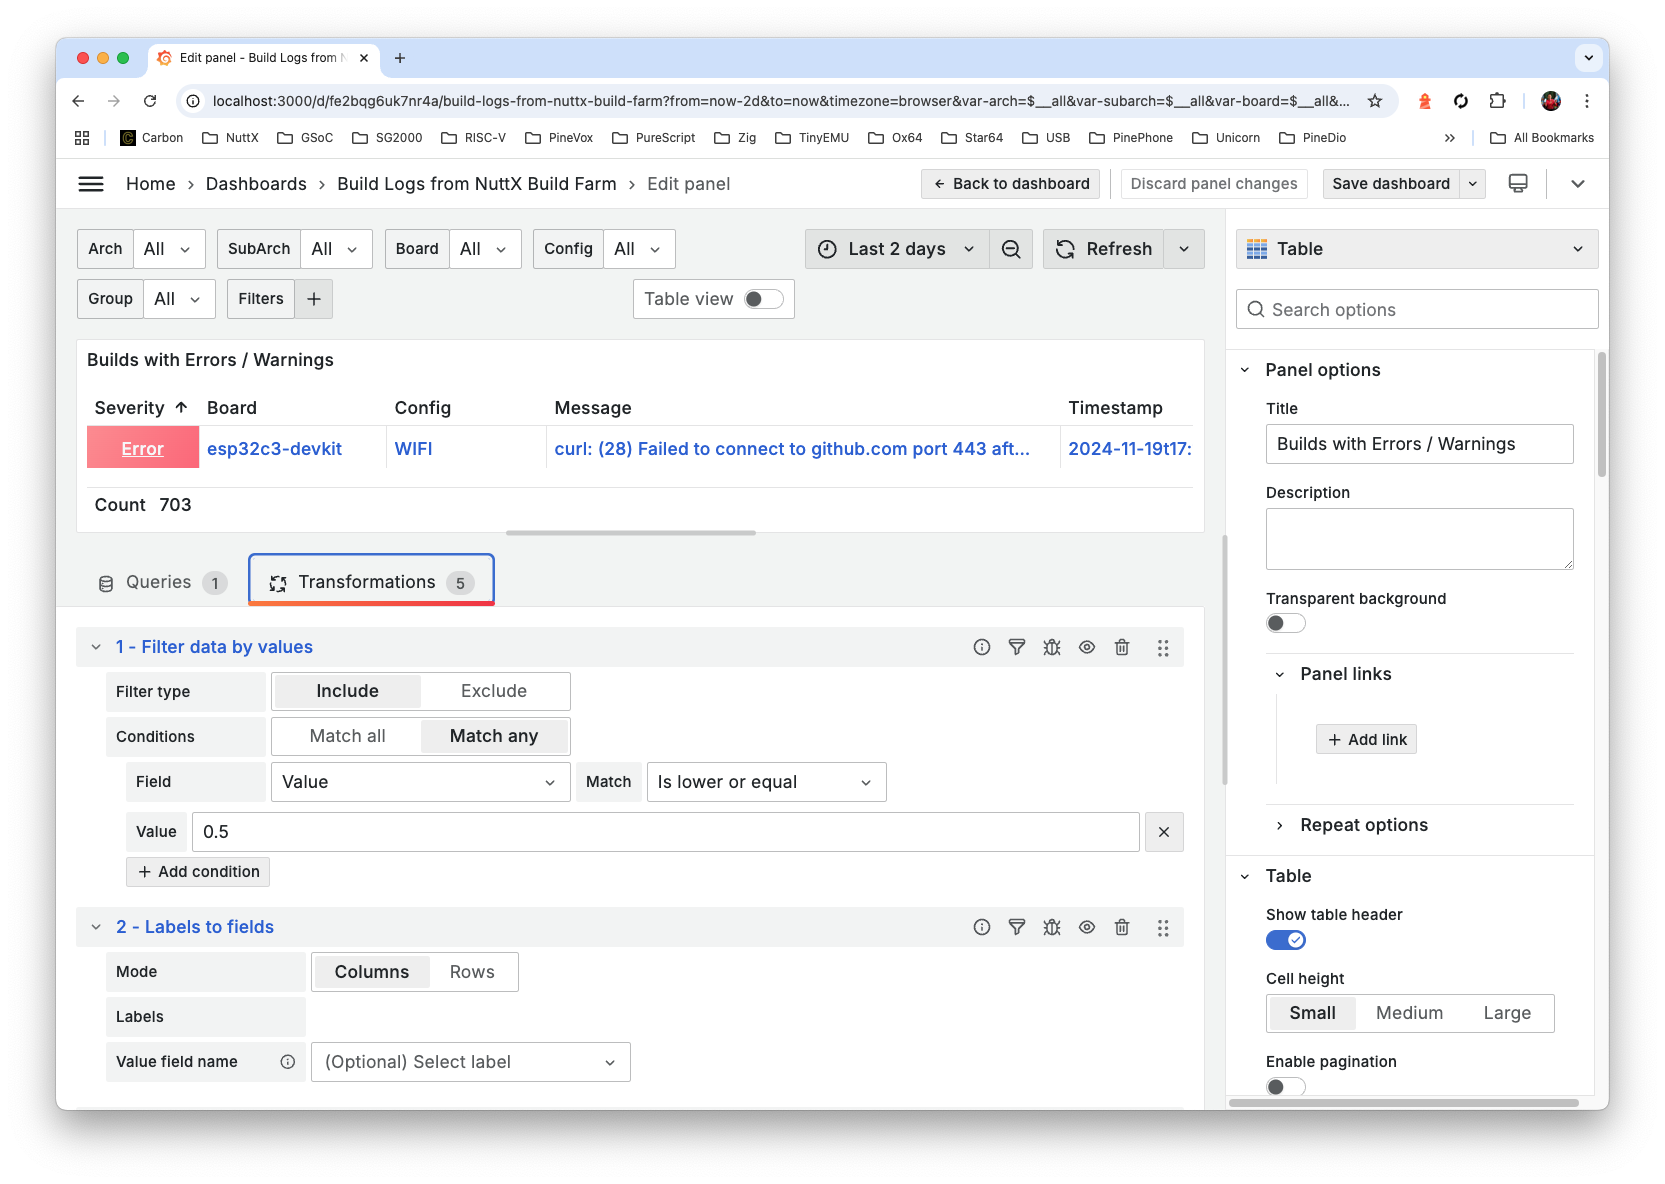 Edit panel - Build Logs from N
localhost:3000/d/fe2bqg6uk7nr4a/build-logs-from-nuttx-build-farm?from=now-2d&to=now&timezone=browser&var-arch=$__all&var-subarch=$__all&var-board=$__all&...
Carbon NuttX GSoC SG2000 RISC-V PineVox PureScript Zig TinyEMU Ox64 Star64 USB PinePhone Unicorn PineDio » All Bookmarks
Home › Dashboards › Build Logs from NuttX Build Farm › Edit panel
← Back to dashboard Discard panel changes Save dashboard
Arch All SubArch All Board All Config All Last 2 days Refresh
Group All Filters + Table view
Table
Search options
Builds with Errors / Warnings
Severity ↑ Board Config Message Timestamp
Error esp32c3-devkit WIFI curl: (28) Failed to connect to github.com port 443 aft... 2024-11-19t17:
Count 703
Queries 1 Transformations 5
1 - Filter data by values
Filter type Include Exclude
Conditions Match all Match any
Field Value Match Is lower or equal
Value 0.5
+ Add condition
2 - Labels to fields
Mode Columns Rows
Labels
Value field name (Optional) Select label
Panel options
Title
Builds with Errors / Warnings
Description
Transparent background
Panel links
+ Add link
Repeat options
Table
Show table header
Cell height
Small Medium Large
Enable pagination